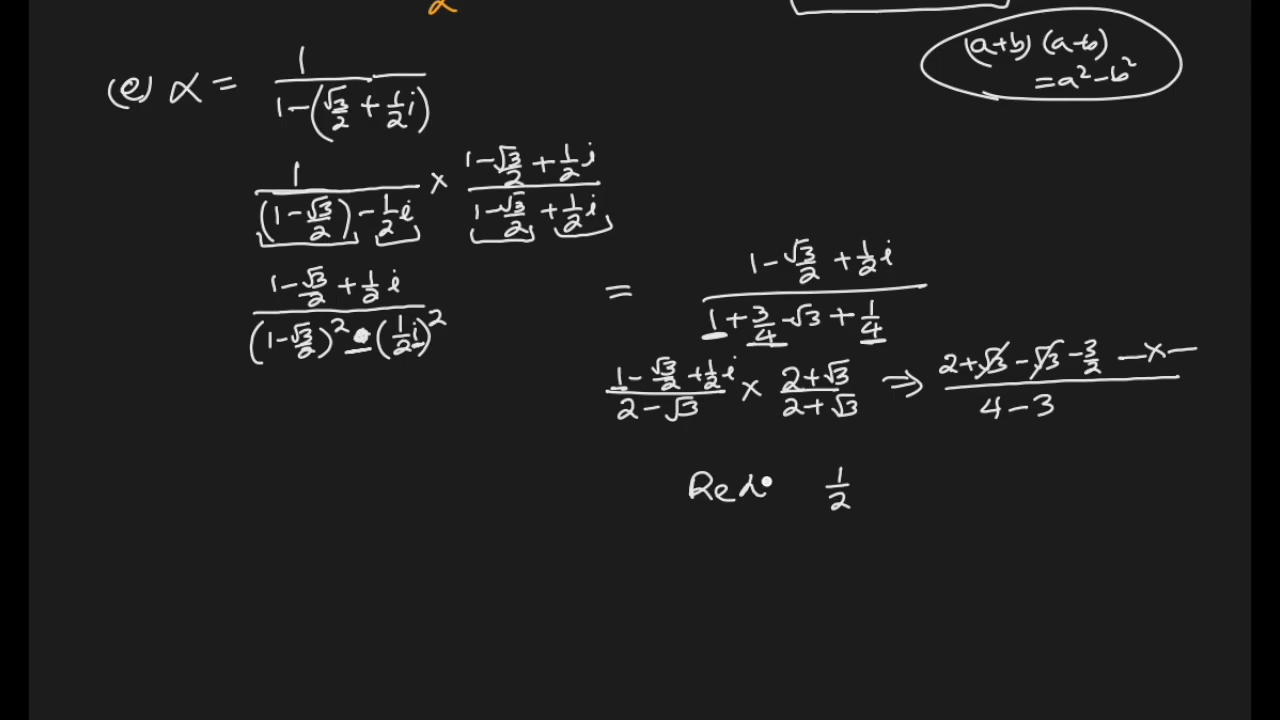 α
(a+b) (a-b)
= a² - b²
(e) α = 1 / (1 - (√3/2 + 1/2 i))
1 / ((1 - √3/2) - 1/2 i) × (1 - √3/2 + 1/2 i) / (1 - √3/2 + 1/2 i)
(1 - √3/2 + 1/2 i) / ((1 - √3/2)² - (1/2 i)²) = (1 - √3/2 + 1/2 i) / (1 + 3/4 - √3 + 1/4)
(1 - √3/2 + 1/2 i) / (2 - √3) × (2 + √3) / (2 + √3) ⇒ (2 + √3 - √3 - 3/2 —x—) / (4 - 3)
Re α 1/2